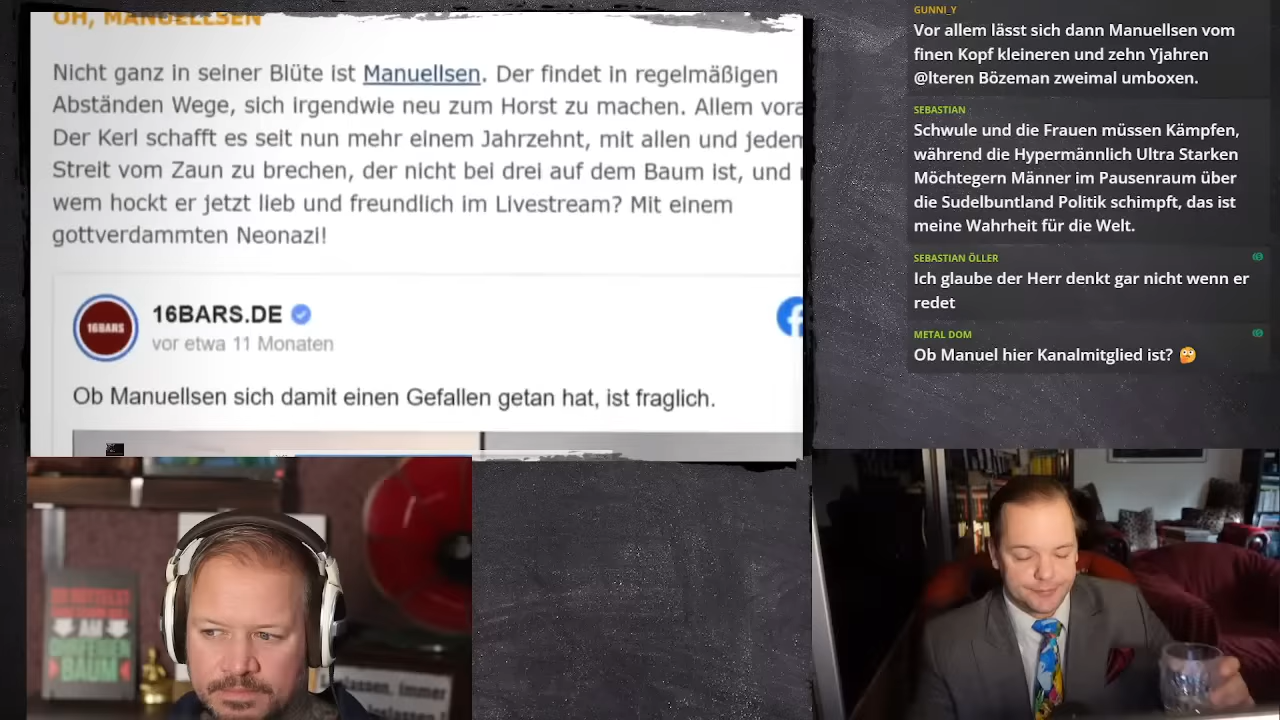 OH, MANUELLSEN
Nicht ganz in seiner Blüte ist Manuellsen. Der findet in regelmäßigen
Abständen Wege, sich irgendwie neu zum Horst zu machen. Allem vora
Der Kerl schafft es seit nun mehr einem Jahrzehnt, mit allen und jedem
Streit vom Zaun zu brechen, der nicht bei drei auf dem Baum ist, und
wem hockt er jetzt lieb und freundlich im Livestream? Mit einem
gottverdammten Neonazi!
16BARS
16BARS.DE
vor etwa 11 Monaten
Ob Manuellsen sich damit einen Gefallen getan hat, ist fraglich.
GUNNI_Y
Vor allem lässt sich dann Manuellsen vom
finen Kopf kleineren und zehn Yjahren
@lteren Bözeman zweimal umboxen.
SEBASTIAN
Schwule und die Frauen müssen Kämpfen,
während die Hypermännlich Ultra Starken
Möchtegern Männer im Pausenraum über
die Sudelbuntland Politik schimpft, das ist
meine Wahrheit für die Welt.
SEBASTIAN ÖLLER
Ich glaube der Herr denkt gar nicht wenn er
redet
METAL DOM
Ob Manuel hier Kanalmitglied ist? 🫣
AM
BAUM
lassen, immer